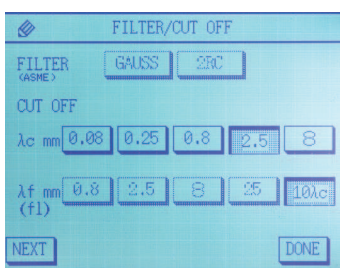 FILTER/CUT OFF
FILTER GAUSS 2RC
(ASME)
CUT OFF
λc mm 0.08 0.25 0.8 2.5 8
λf mm 0.8 2.5 8 25 10λc
(fl)
NEXT DONE